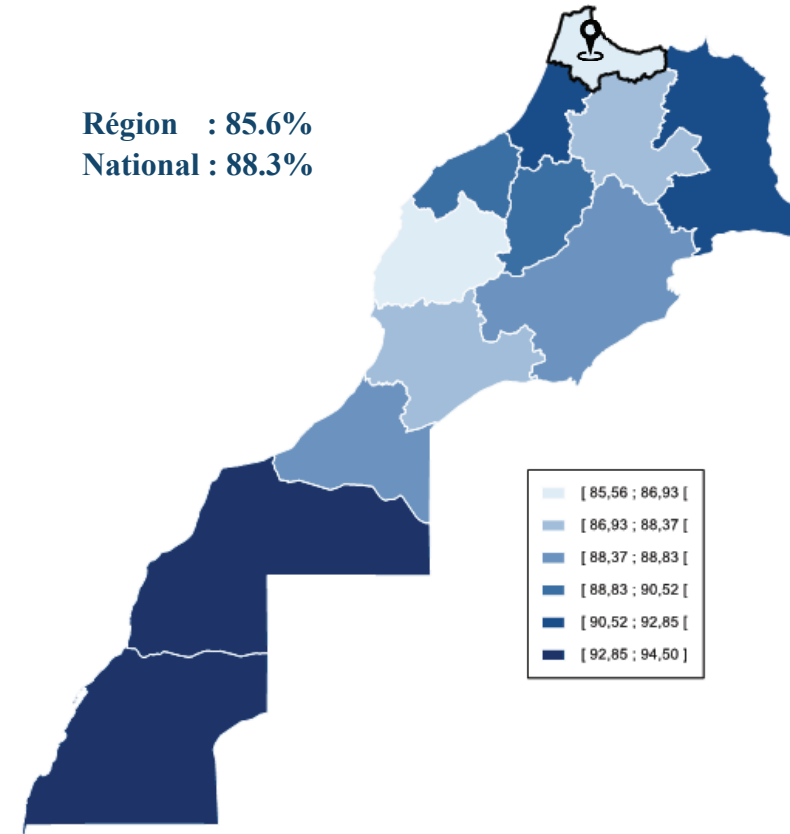 Région : 85.6%
National : 88.3%
[ 85,56 ; 86,93 [
[ 86,93 ; 88,37 [
[ 88,37 ; 88,83 [
[ 88,83 ; 90,52 [
[ 90,52 ; 92,85 [
[ 92,85 ; 94,50 ]